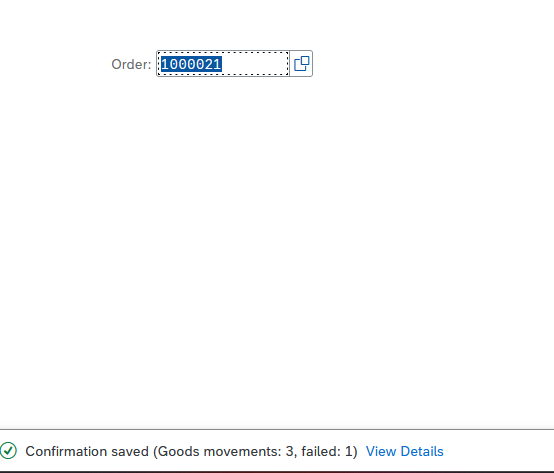 Order: 1000021
Confirmation saved (Goods movements: 3, failed: 1) View Details